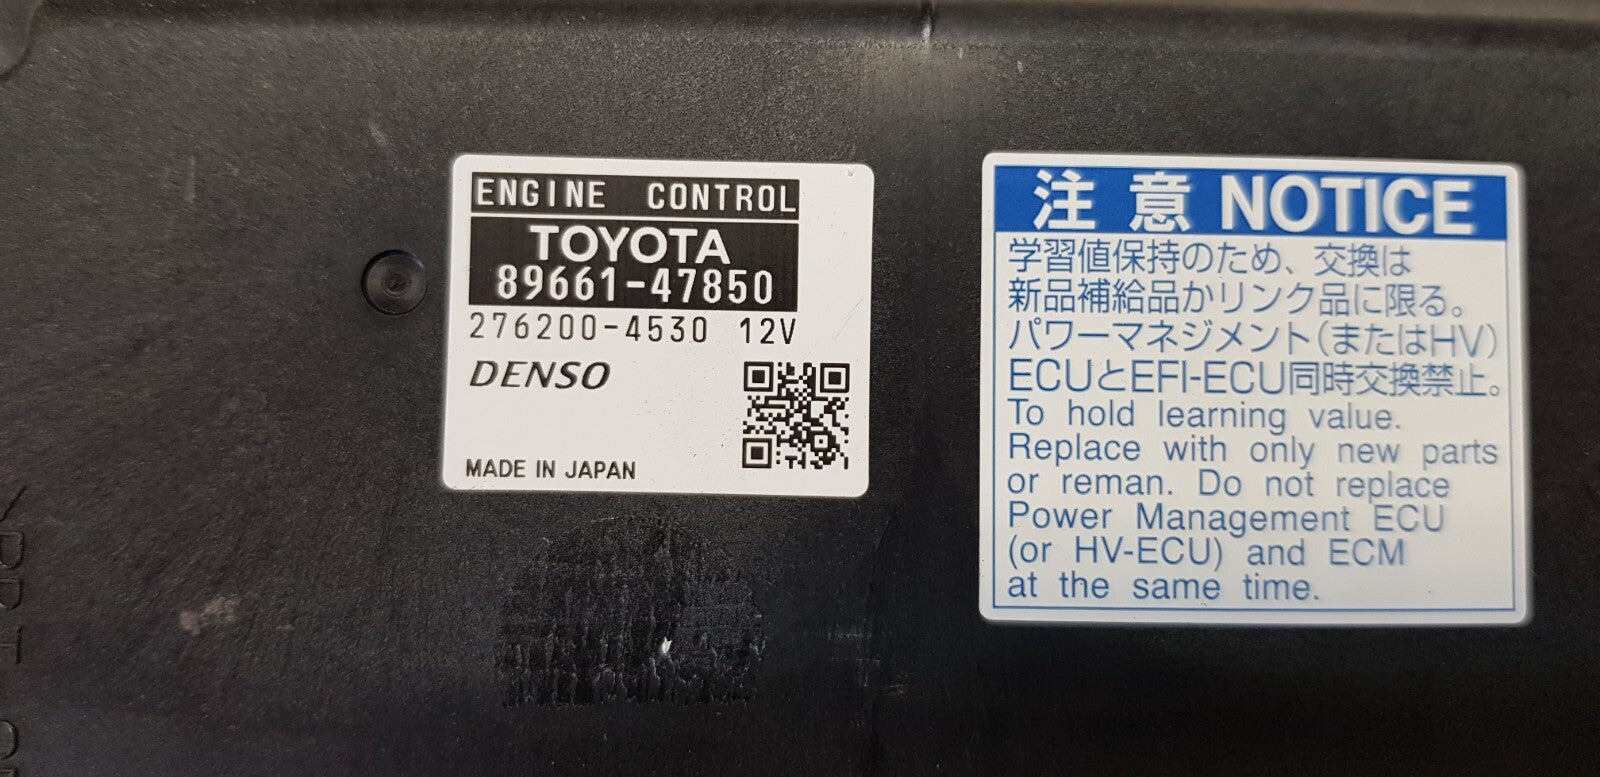 ENGINE CONTROL
TOYOTA
89661-47850
276200-4530 12V
DENSO
MADE IN JAPAN
注意 NOTICE
学習値保持のため、交換は
新品補給品かリンク品に限る。
パワーマネジメント(またはHV)
ECUとEFI-ECU同時交換禁止。
To hold learning value.
Replace with only new parts
or reman. Do not replace
Power Management ECU
(or HV-ECU) and ECM
at the same time.